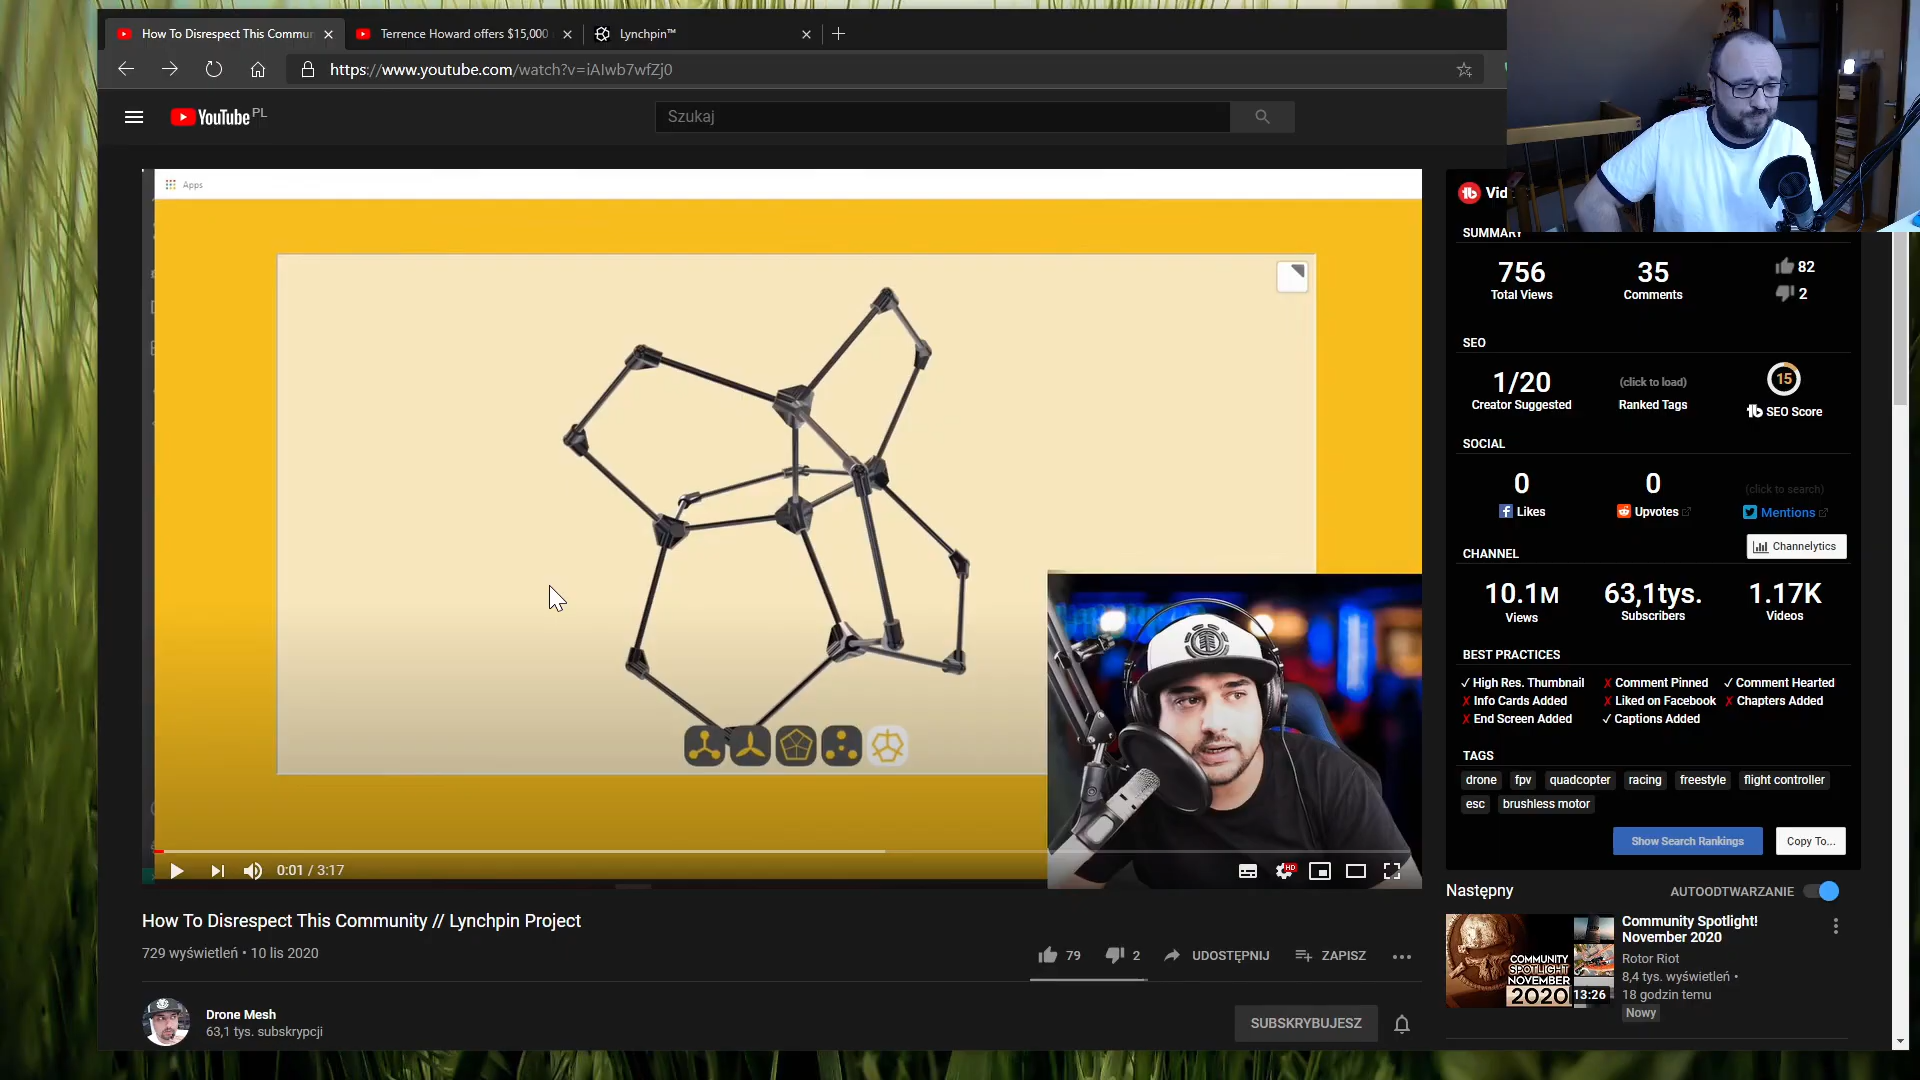 How To Disrespect This Commun
Terrence Howard offers $15,000
Lynchpin™
https://www.youtube.com/watch?v=iAIwb7wfZj0
YouTube PL
Szukaj
Apps
Vid
SUMMARY
756
Total Views
35
Comments
82
2
SEO
1/20
Creator Suggested
(click to load)
Ranked Tags
15
SEO Score
SOCIAL
0
Likes
0
Upvotes
(click to search)
Mentions
CHANNEL
Channelytics
10.1M
Views
63,1tys.
Subscribers
1.17K
Videos
BEST PRACTICES
✓ High Res. Thumbnail ✗ Comment Pinned ✓ Comment Hearted
✗ Info Cards Added ✗ Liked on Facebook ✗ Chapters Added
✗ End Screen Added ✓ Captions Added
TAGS
drone fpv quadcopter racing freestyle flight controller
esc brushless motor
Show Search Rankings Copy To...
0:01 / 3:17
HD
How To Disrespect This Community // Lynchpin Project
729 wyświetleń • 10 lis 2020
79 2 UDOSTĘPNIJ ZAPISZ
Drone Mesh
63,1 tys. subskrypcji
SUBSKRYBUJESZ
Następny
AUTOODTWARZANIE
COMMUNITY
SPOTLIGHT
NOVEMBER
2020
13:26
Community Spotlight!
November 2020
Rotor Riot
8,4 tys. wyświetleń •
18 godzin temu
Nowy